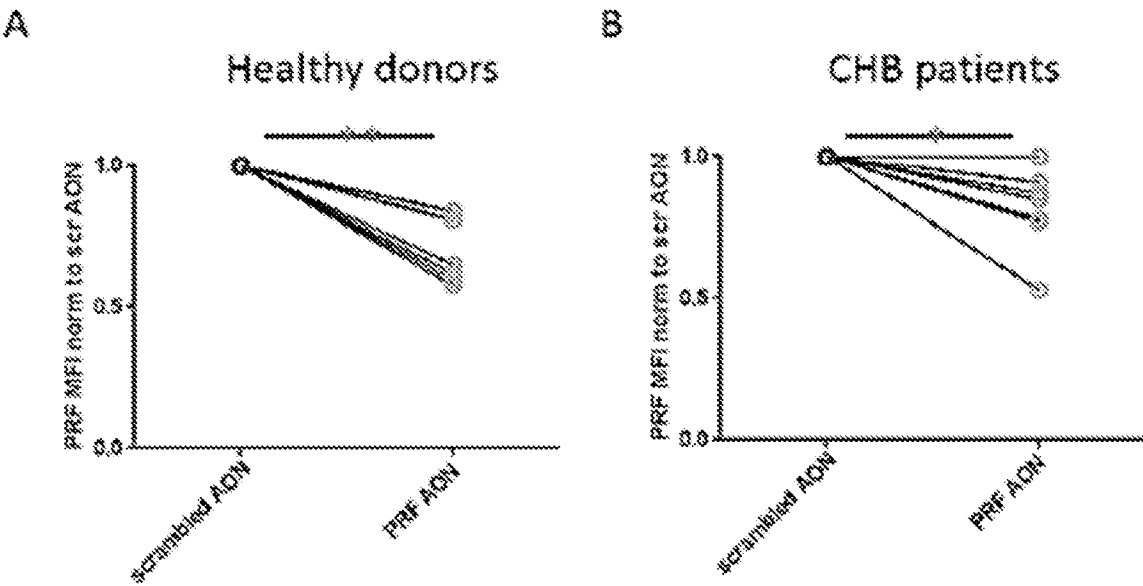 A
Healthy donors
**
PRF MFI norm to scr AON
1.0
0.5
0.0
scrambled AON
PRF AON
B
CHB patients
*
PRF MFI norm to scr AON
1.0
0.5
0.0
scrambled AON
PRF AON